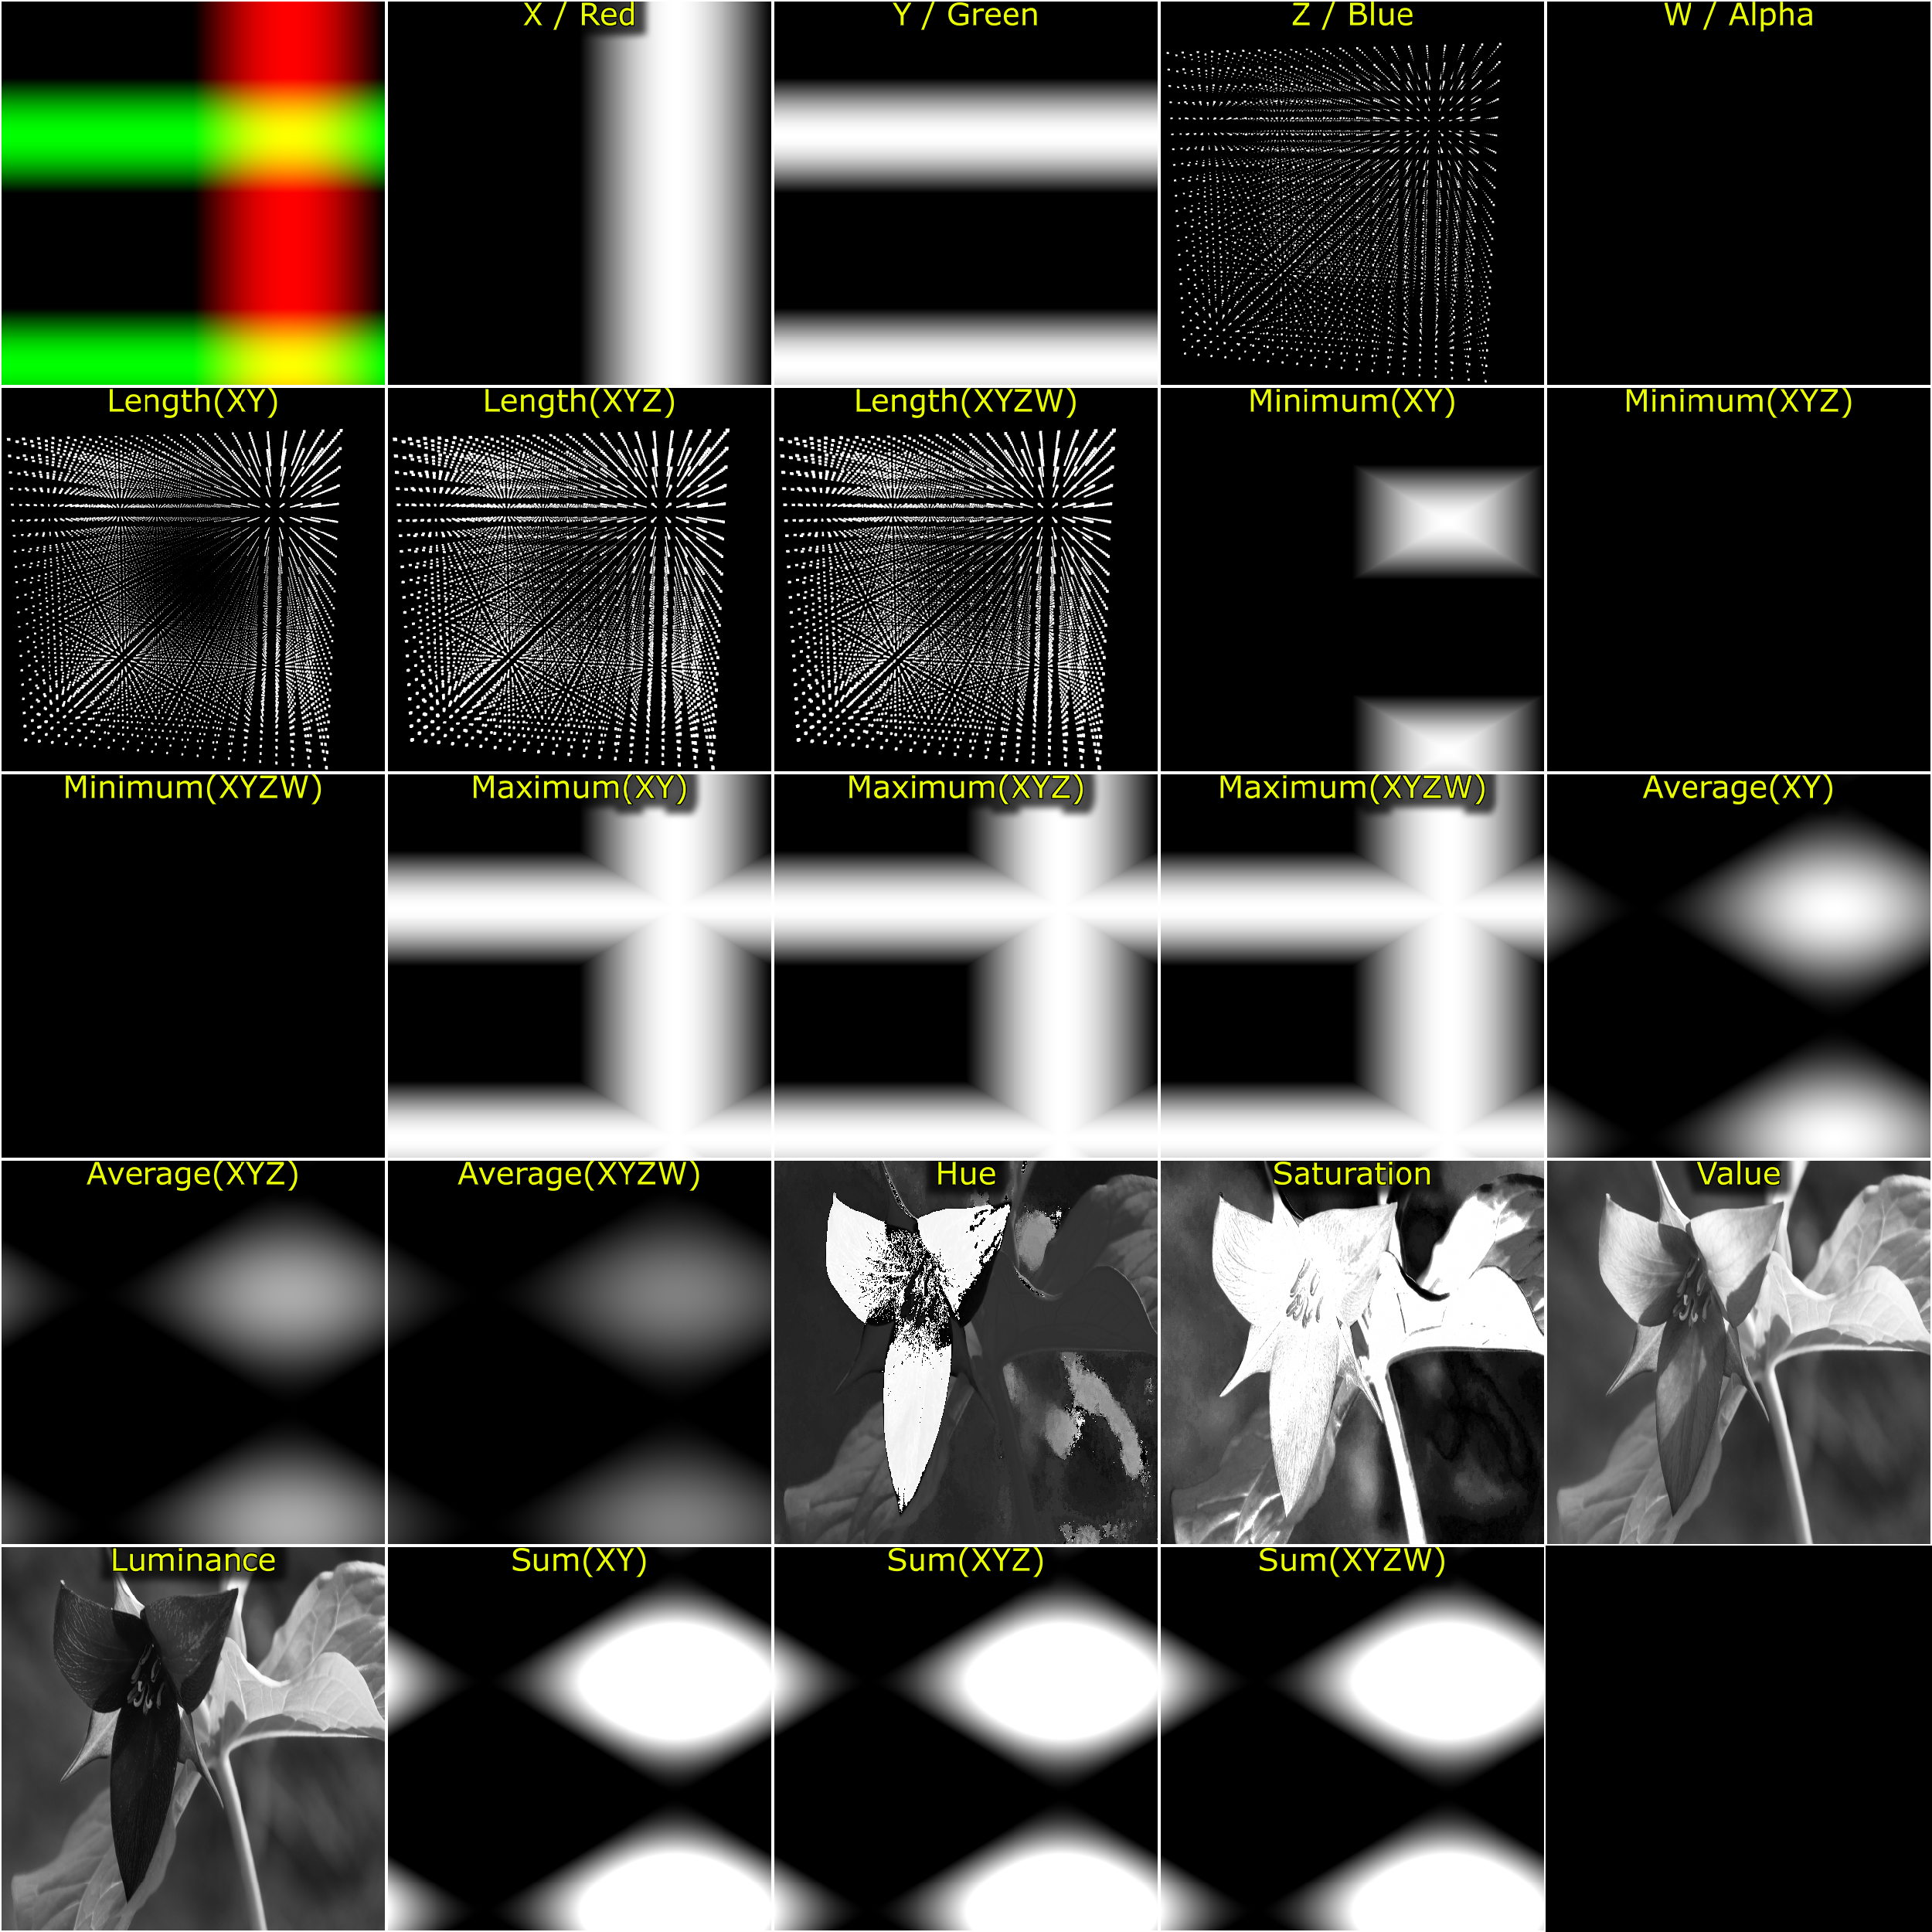 X / Red
Y / Green
Z / Blue
W / Alpha
Length(XY)
Length(XYZ)
Length(XYZW)
Minimum(XY)
Minimum(XYZ)
Minimum(XYZW)
Maximum(XY)
Maximum(XYZ)
Maximum(XYZW)
Average(XY)
Average(XYZ)
Average(XYZW)
Hue
Saturation
Value
Luminance
Sum(XY)
Sum(XYZ)
Sum(XYZW)